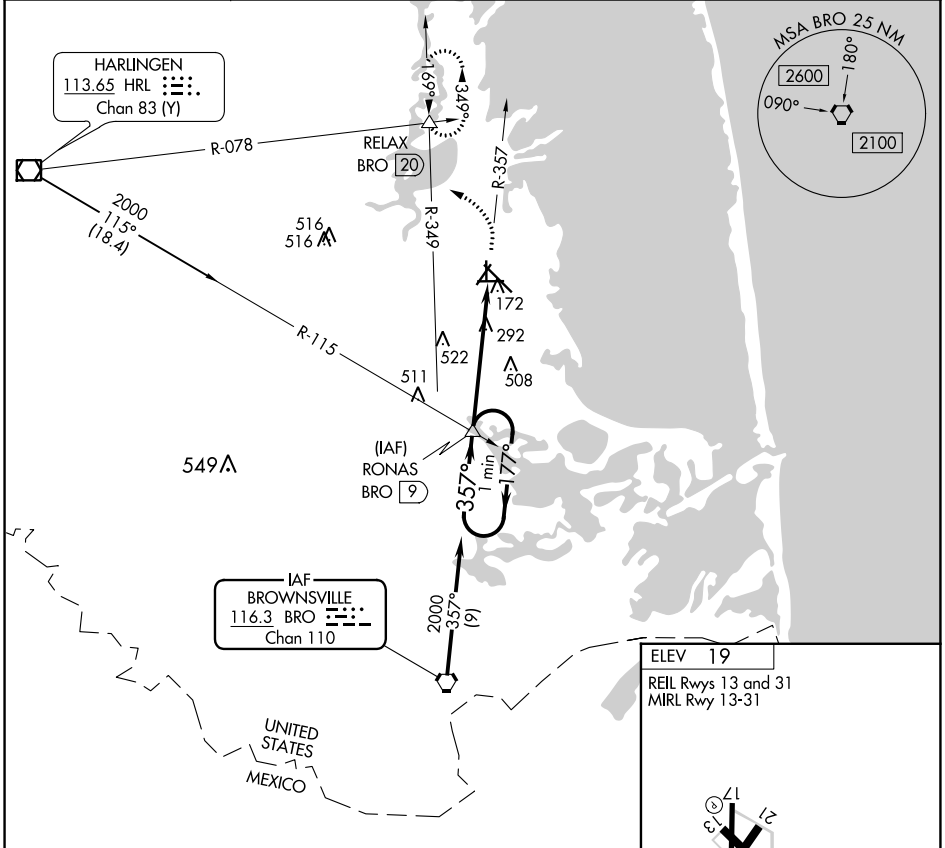 MSA BRO 25 NM
180°
2600
090°
2100
HARLINGEN
113.65 HRL
Chan 83 (Y)
169°
349°
R-078
RELAX
BRO 20
R-357
R-349
2000
115°
(18.4)
516
516
172
292
522
508
R-115
511
(IAF)
RONAS
BRO 9
549
357°
1 min
177°
IAF
BROWNSVILLE
116.3 BRO
Chan 110
2000
357°
(9)
UNITED
STATES
MEXICO
ELEV 19
REIL Rwys 13 and 31
MIRL Rwy 13-31
P
13
17
21